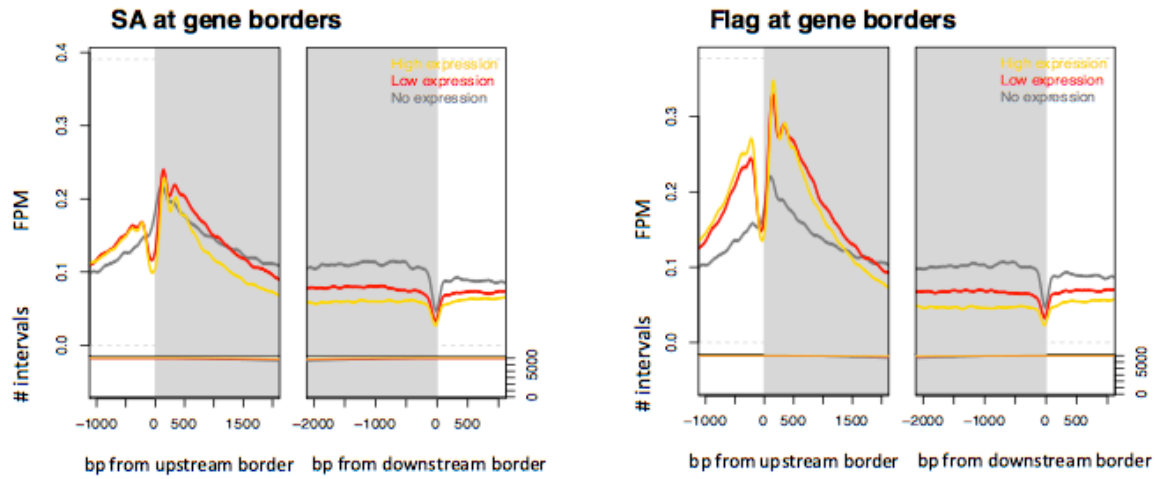 SA at gene borders
FPM
# intervals
0.4
0.3
0.2
0.1
0.0
High expression
Low expression
No expression
5000
0
−1000 0 500 1500
−2000 −1000 0 500
bp from upstream border
bp from downstream border
Flag at gene borders
FPM
# intervals
0.3
0.2
0.1
0.0
High expression
Low expression
No expression
5000
0
−1000 0 500 1500
−2000 −1000 0 500
bp from upstream border
bp from downstream border